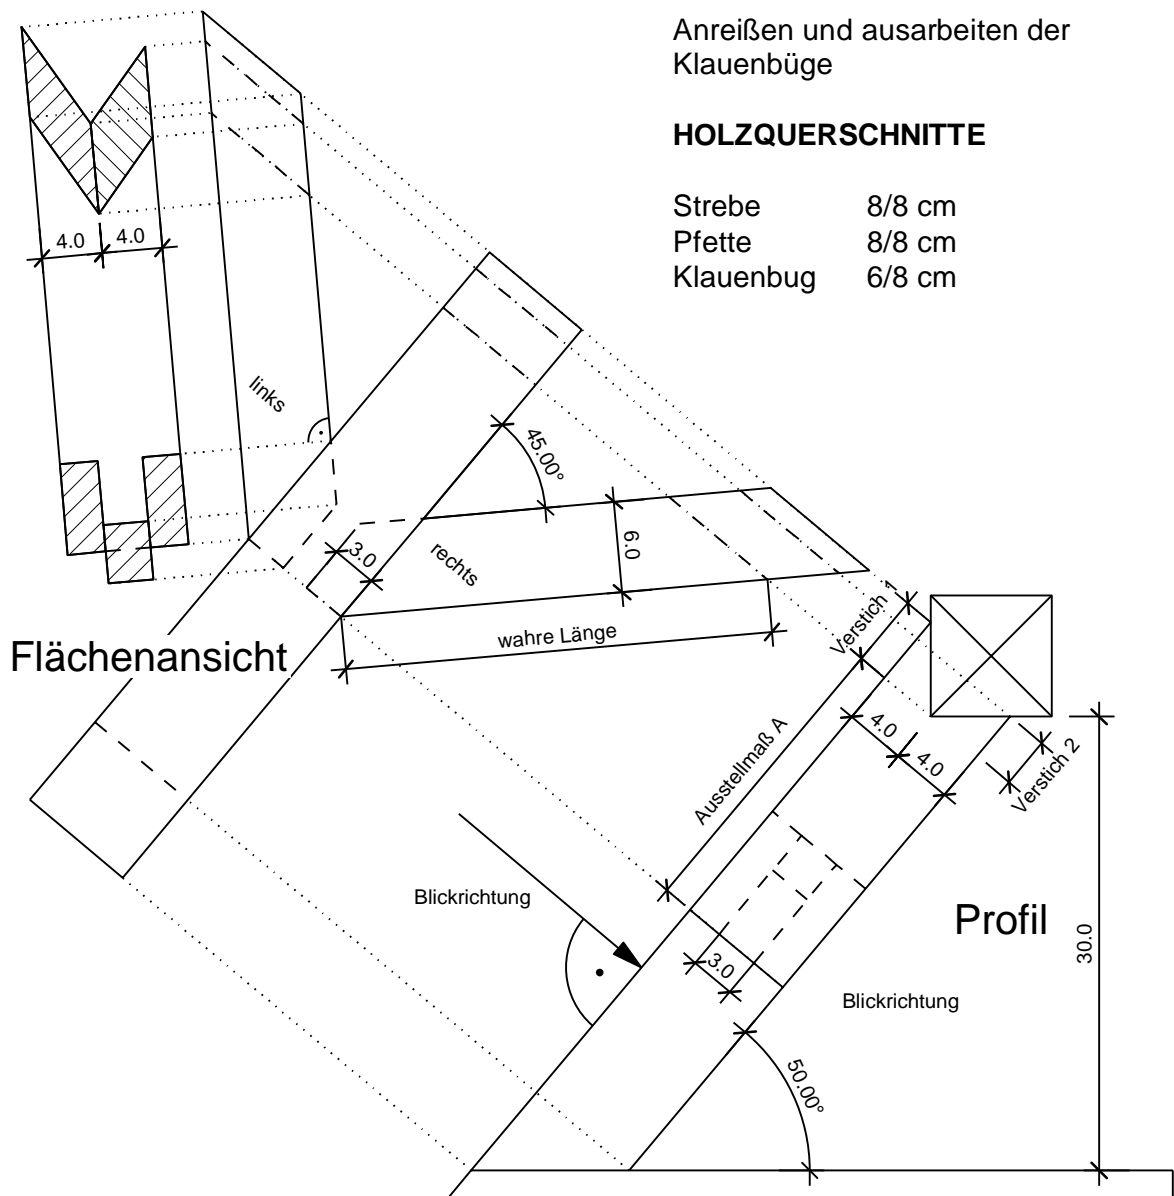 Anreißen und ausarbeiten der
Klauenbüge
HOLZQUERSCHNITTE
Strebe 8/8 cm
Pfette 8/8 cm
Klauenbug 6/8 cm
4.0 4.0
links
45.00°
6.0
3.0
rechts
wahre Länge
Flächenansicht
Verstich 1
Ausstellmaß A
4.0
4.0
Verstich 2
Blickrichtung
Profil
30.0
3.0
Blickrichtung
50.00°